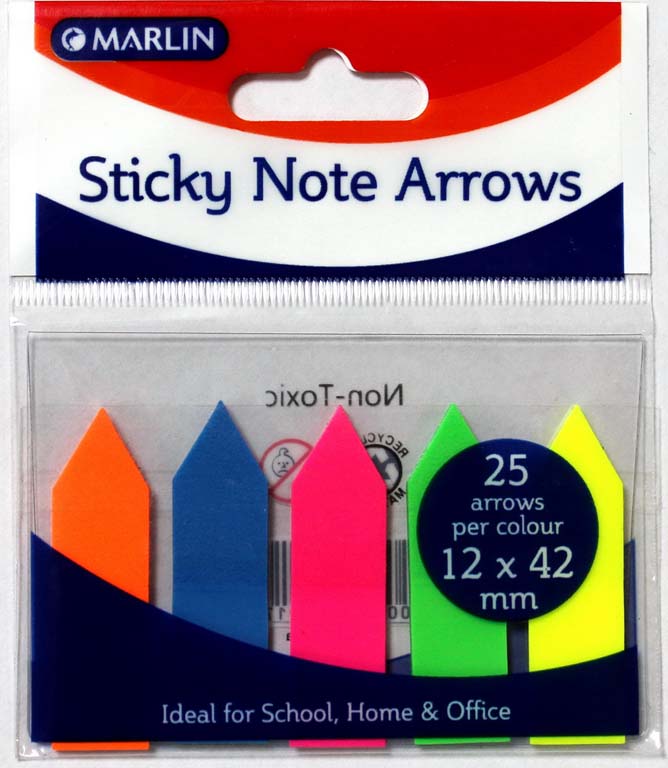 MARLIN
Sticky Note Arrows
Non-Toxic
25
arrows
per colour
12 x 42
mm
Ideal for School, Home & Office